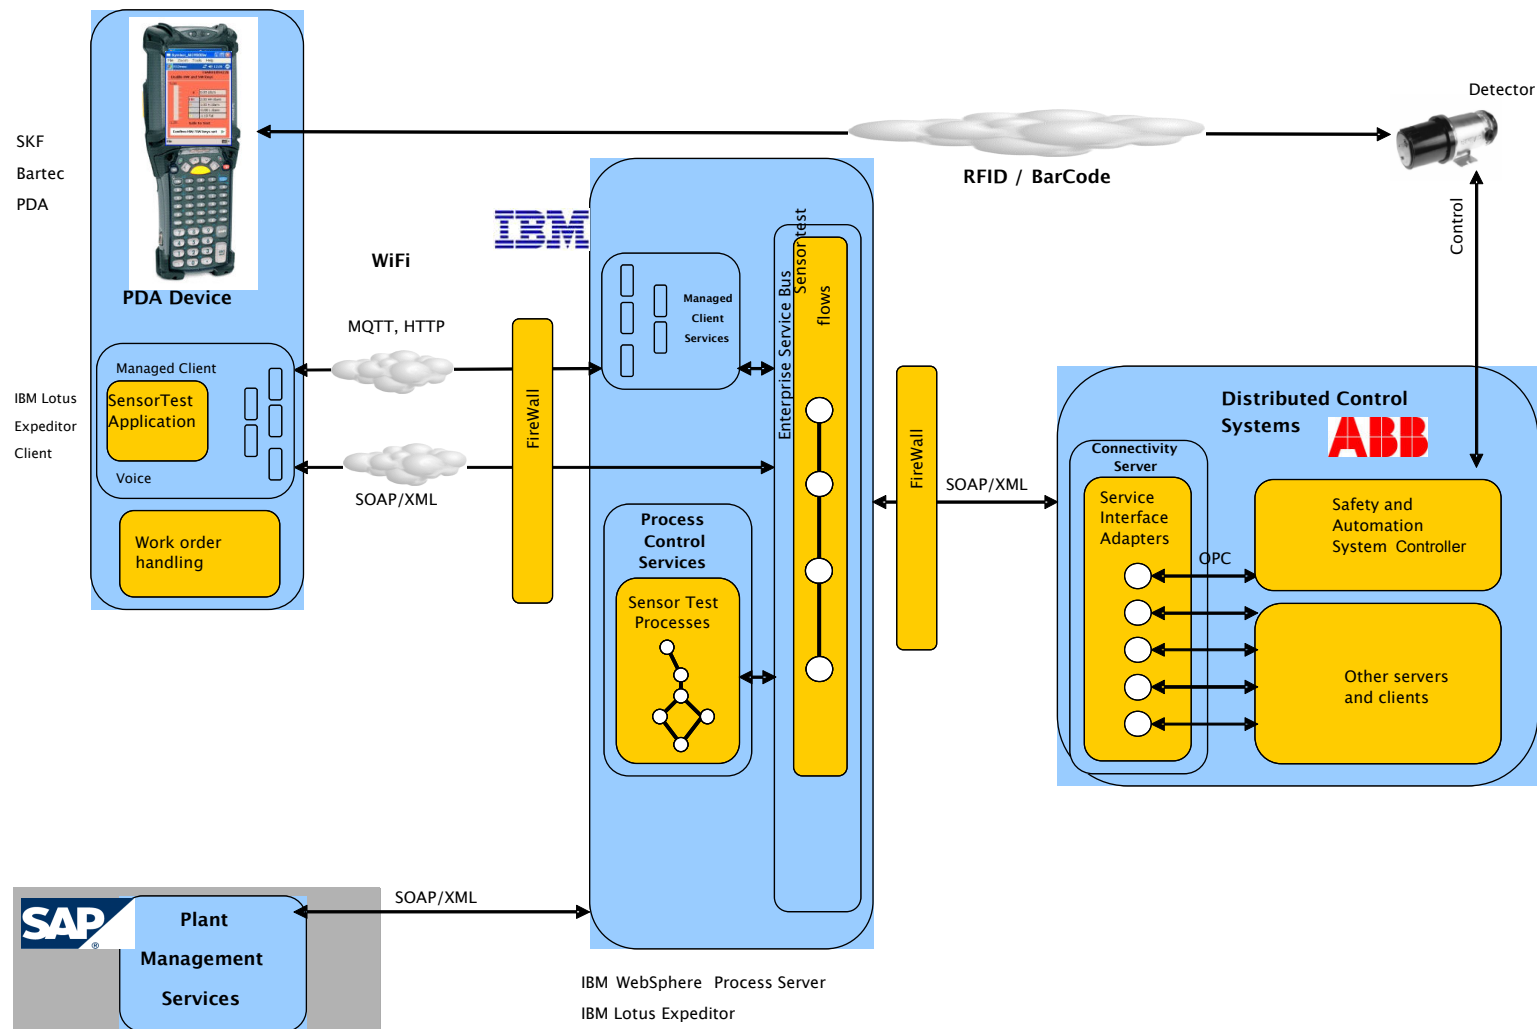 Detector
SKF
Bartec
PDA
RFID / BarCode
Control
IBM
WiFi
PDA Device
MQTT, HTTP
Managed
Client
Services
Enterprise Service Bus
Sensor test
flows
Managed Client
SensorTest
Application
Voice
IBM Lotus
Expeditor
Client
FireWall
SOAP/XML
Work order
handling
Process
Control
Services
Sensor Test
Processes
FireWall
SOAP/XML
Distributed Control
Systems
ABB
Connectivity
Server
Service
Interface
Adapters
OPC
Safety and
Automation
System Controller
Other servers
and clients
SAP
®
Plant
Management
Services
SOAP/XML
IBM WebSphere Process Server
IBM Lotus Expeditor